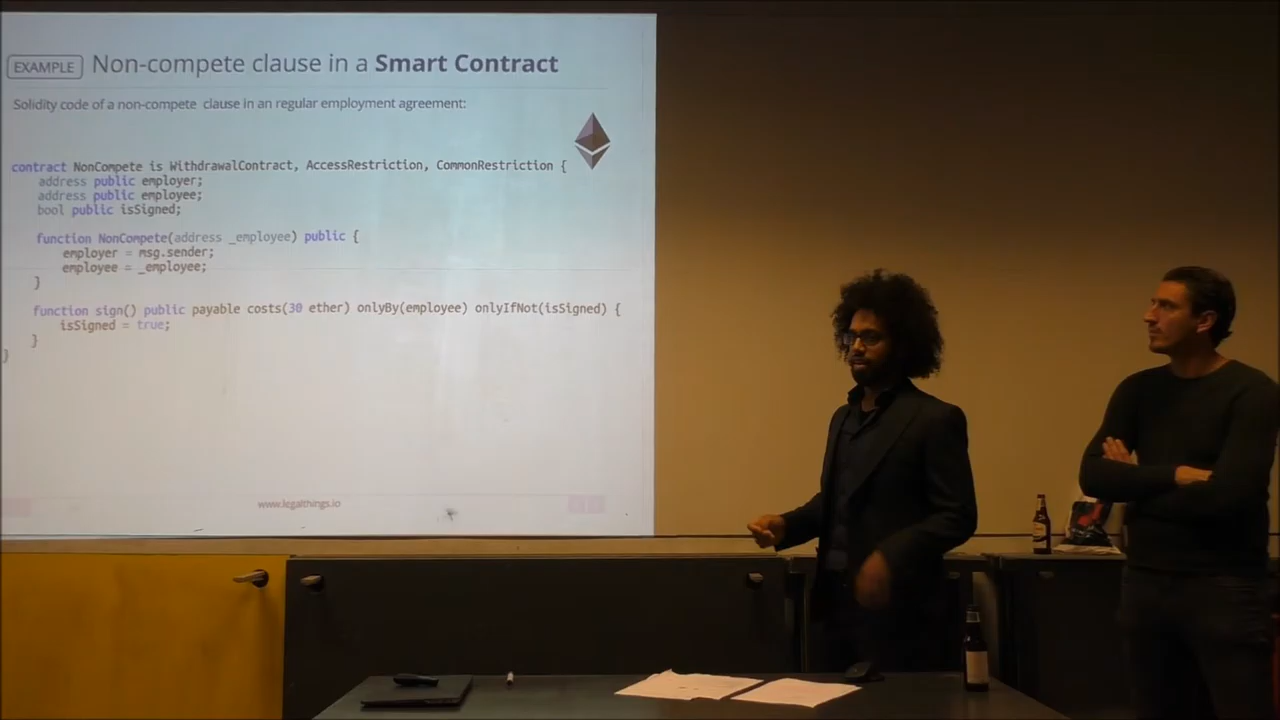 EXAMPLE Non-compete clause in a Smart Contract
Solidity code of a non-compete clause in an regular employment agreement:
contract NonCompete is WithdrawalContract, AccessRestriction, CommonRestriction {
address public employer;
address public employee;
bool public isSigned;
function NonCompete(address _employee) public {
employer = msg.sender;
employee = _employee;
}
function sign() public payable costs(30 ether) onlyBy(employee) onlyIfNot(isSigned) {
isSigned = true;
}
}
www.legalthings.io